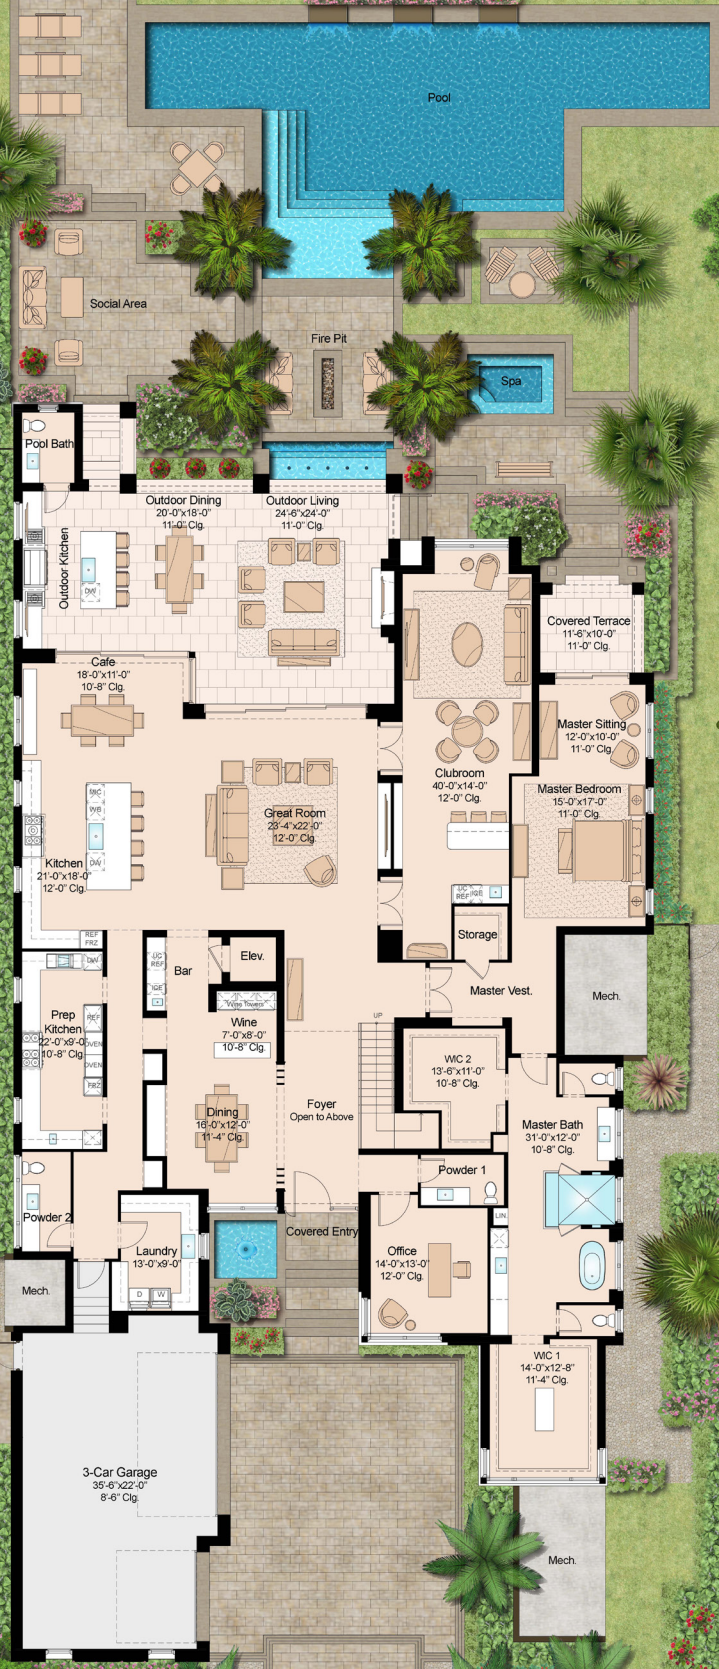 Pool
Social Area
Fire Pit
Spa
Pool Bath
Outdoor Dining
20'-0"x18'-0"
11'-0" Clg.
Outdoor Living
24'-6"x24'-0"
11'-0" Clg.
Outdoor Kitchen
DW
Covered Terrace
11'-6"x10'-0"
11'-0" Clg.
Cafe
18'-0"x11'-0"
10'-8" Clg.
Master Sitting
12'-0"x10'-0"
11'-0" Clg.
Clubroom
40'-0"x14'-0"
12'-0" Clg.
Master Bedroom
15'-0"x17'-0"
11'-0" Clg.
MIC
WB
DW
Great Room
23'-4"x22'-0"
12'-0" Clg.
Kitchen
21'-0"x18'-0"
12'-0" Clg.
UC
REF
ICE
REF
FRZ
Storage
DW
UC
REF
ICE
Bar
Elev.
Master Vest.
Mech.
Wine Towers
Wine
7'-0"x8'-0"
10'-8" Clg.
Prep
Kitchen
22'-0"x9'-0"
10'-8" Clg.
REF
OVEN
OVEN
FRZ
UP
WIC 2
13'-6"x11'-0"
10'-8" Clg.
Foyer
Open to Above
Dining
16'-0"x12'-0"
11'-4" Clg.
Master Bath
31'-0"x12'-0"
10'-8" Clg.
Powder 1
Powder 2
LIN.
Covered Entry
Laundry
13'-0"x9'-0"
Office
14'-0"x13'-0"
12'-0" Clg.
Mech.
D
W
WIC 1
14'-0"x12'-8"
11'-4" Clg.
3-Car Garage
35'-6"x22'-0"
8'-6" Clg.
Mech.